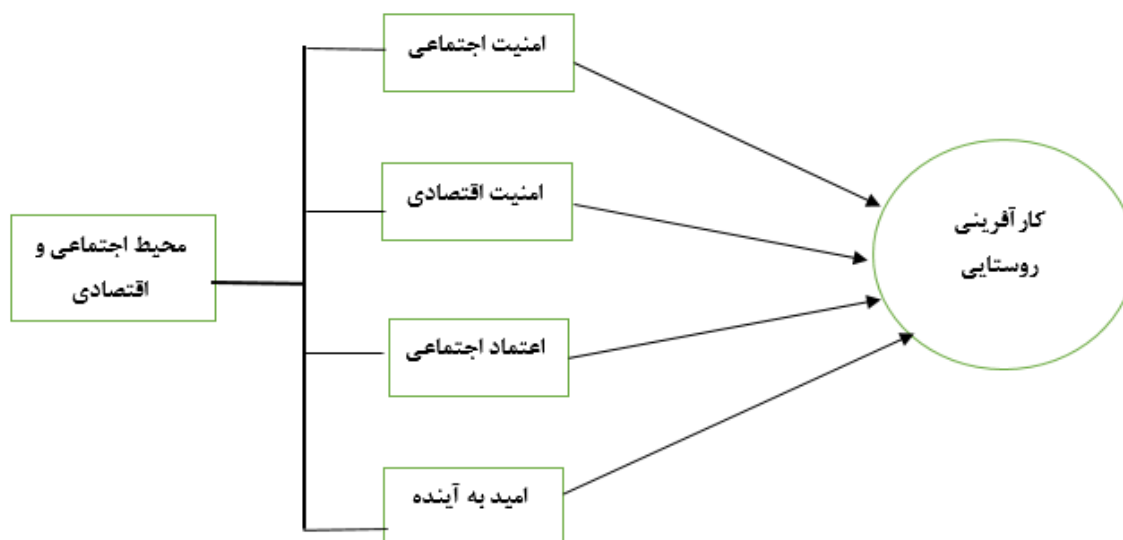 امنیت اجتماعی
امنیت اقتصادی
کارآفرینی
روستایی
محیط اجتماعی و
اقتصادی
اعتماد اجتماعی
امید به آینده